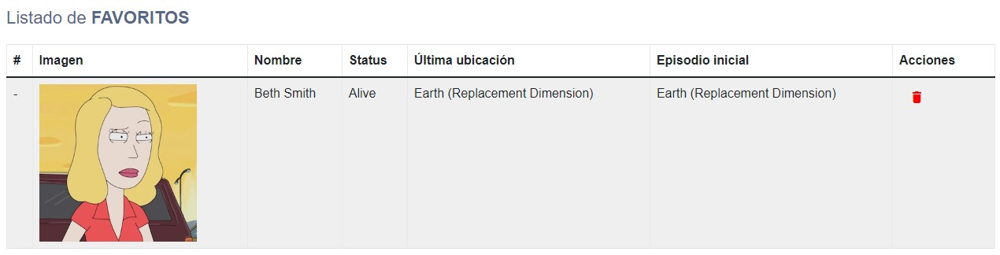 Listado de FAVORITOS
# Imagen Nombre Status Última ubicación Episodio inicial Acciones
- Beth Smith Alive Earth (Replacement Dimension) Earth (Replacement Dimension)